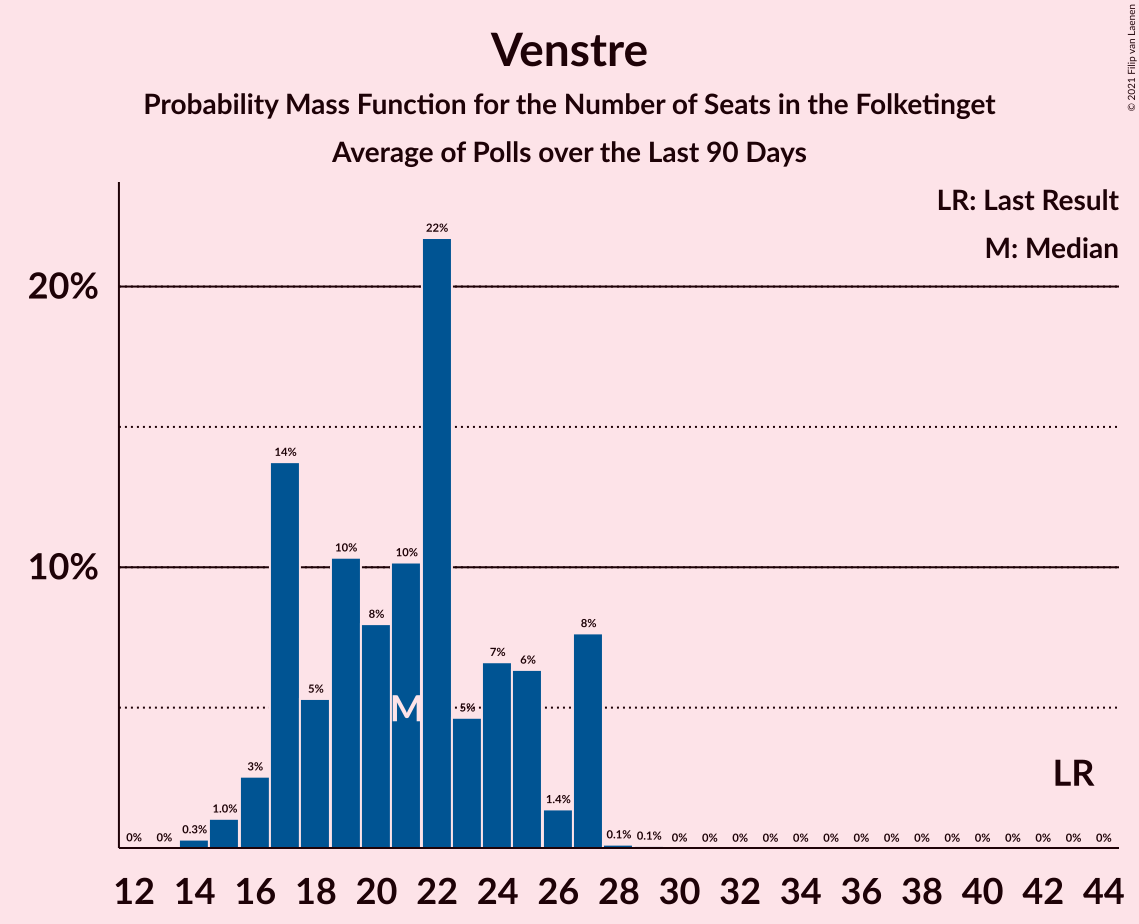 Venstre
Probability Mass Function for the Number of Seats in the Folketinget
Average of Polls over the Last 90 Days
© 2021 Filip van Laenen
LR: Last Result
M: Median
20%
10%
0% 0% 0.3% 1.0% 3% 14% 5% 10% 8% 10% 22% 5% 7% 6% 1.4% 8% 0.1% 0.1% 0% 0% 0% 0% 0% 0% 0% 0% 0% 0% 0% 0% 0% 0% 0%
M
LR
12 14 16 18 20 22 24 26 28 30 32 34 36 38 40 42 44